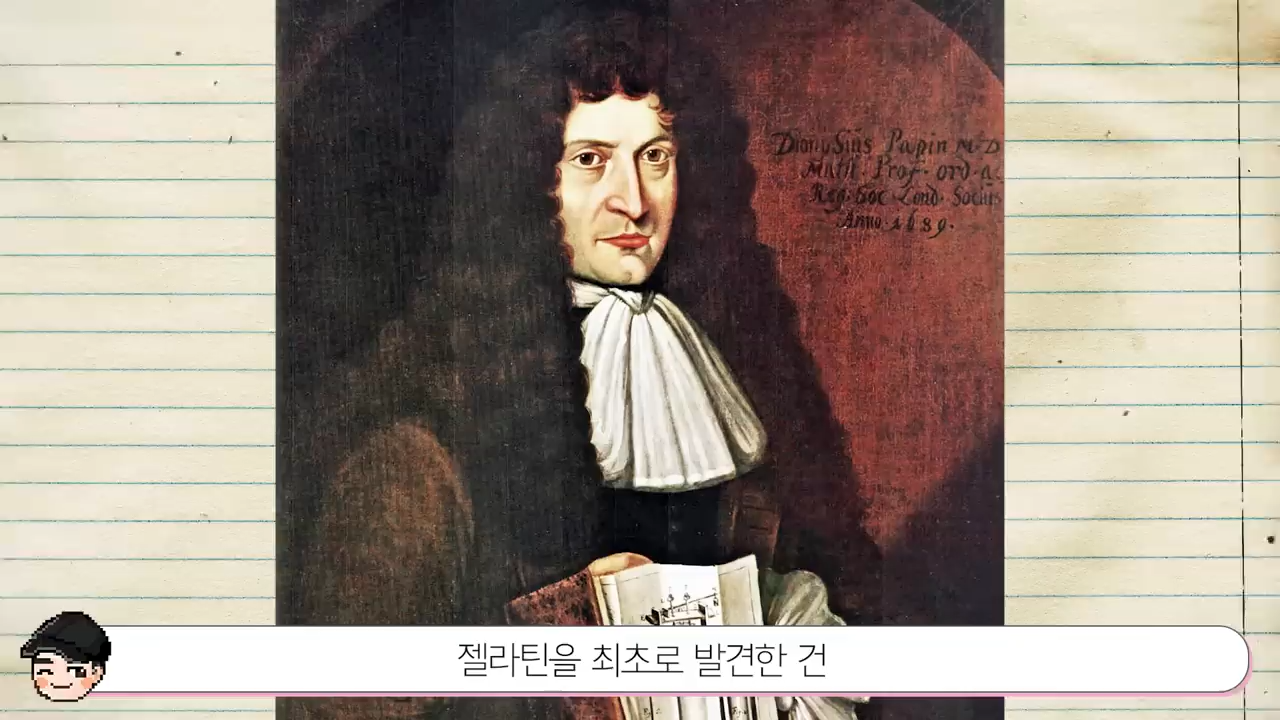 Dionysius Papin M.D
Math. Prof. ord. a.
Reg. Soc. Lond. Socius
Anno. 1689.
젤라틴을 최초로 발견한 건